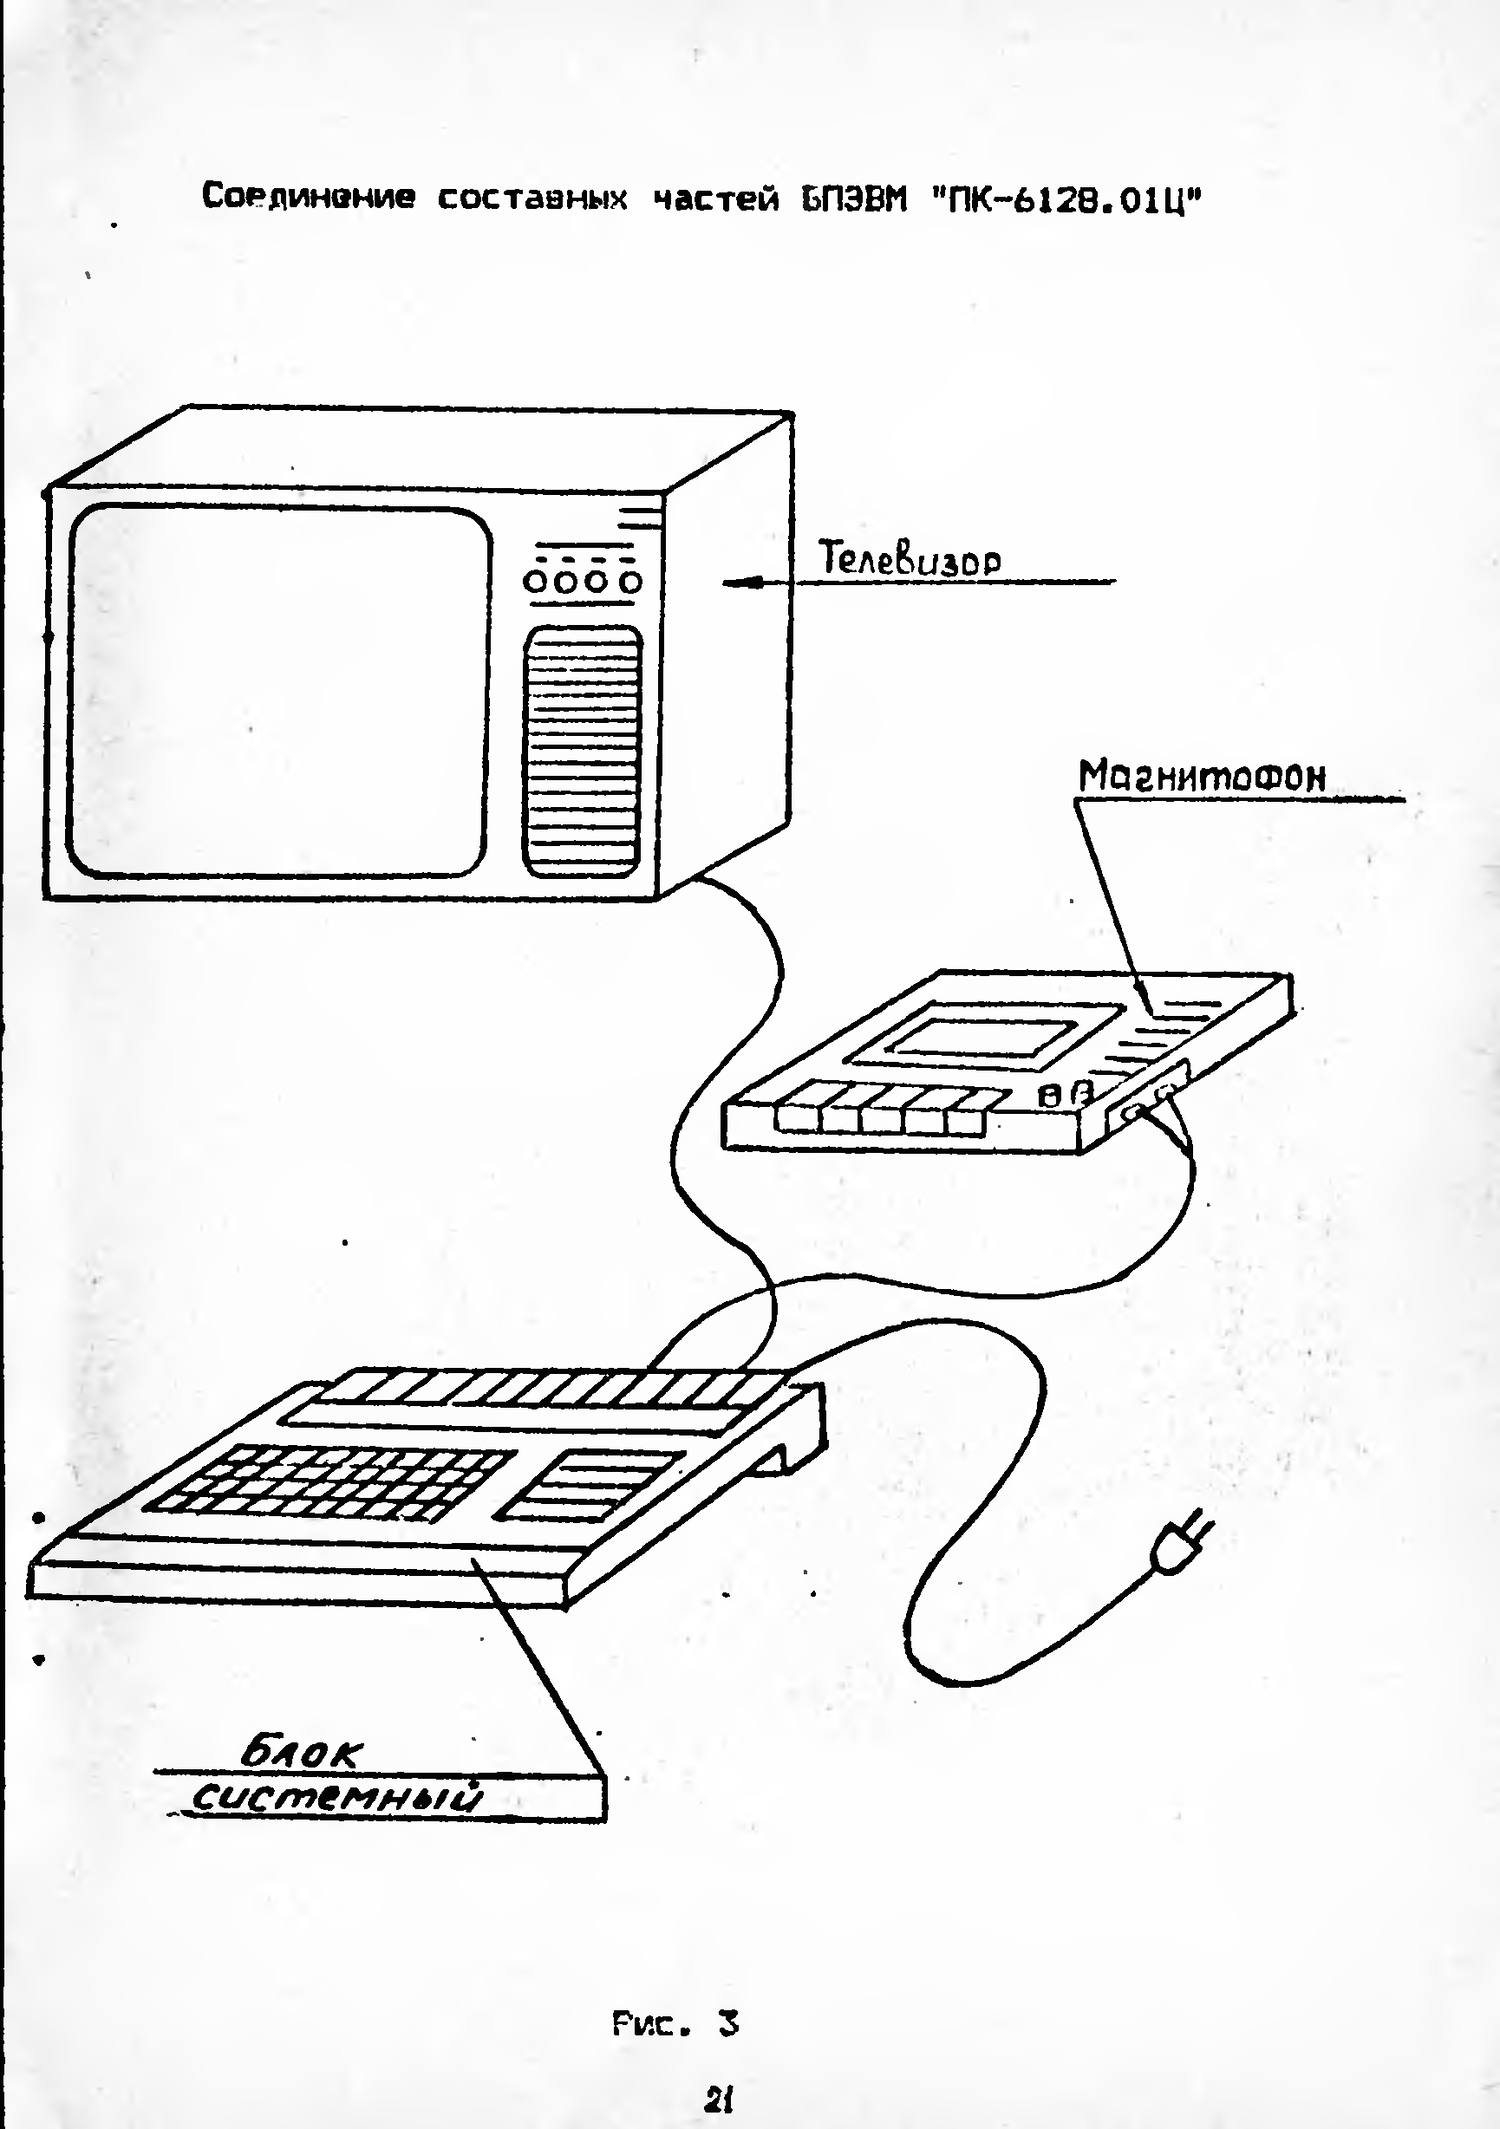 Соединение составных частей БПЭВМ "ПК-6128.01Ц"
Телевизор
Магнитофон
Блок
системный
Рис. 3
21